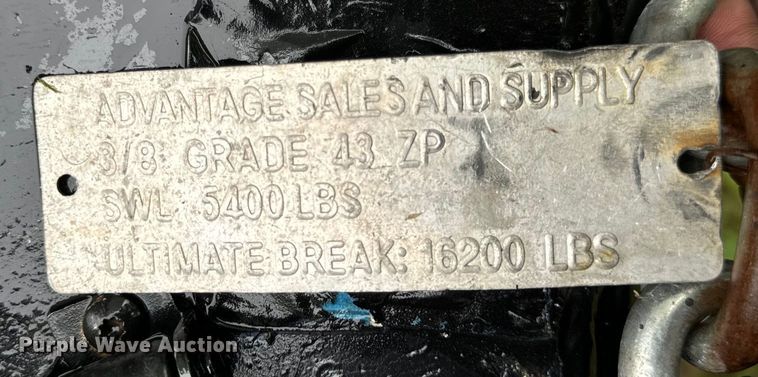 ADVANTAGE SALES AND SUPPLY
3/8 GRADE 43 ZP
SWL 5400 LBS
ULTIMATE BREAK: 16200 LBS
Purple Wave Auction